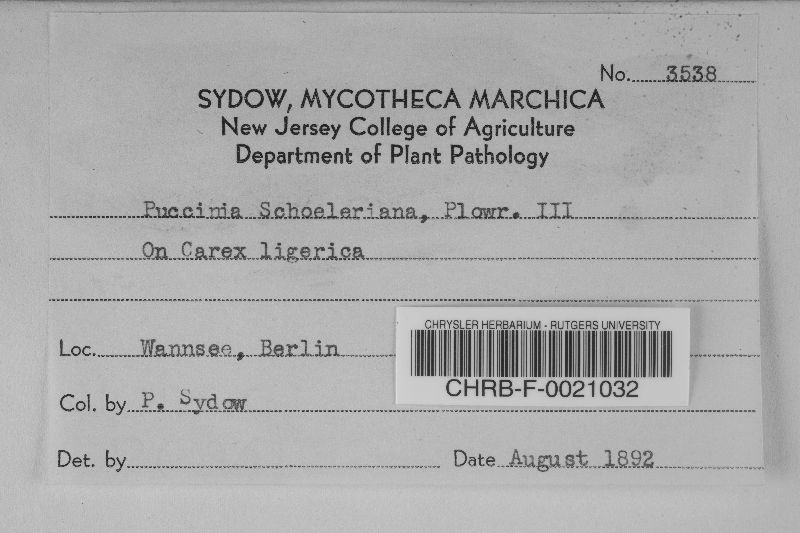 No. 3538
SYDOW, MYCOTHECA MARCHICA
New Jersey College of Agriculture
Department of Plant Pathology
Puccinia Schoeleriana, Plowr. III
On Carex ligerica
Loc. Wannsee, Berlin
CHRYSLER HERBARIUM - RUTGERS UNIVERSITY
CHRB-F-0021032
Col. by P. Sydow
Det. by
Date August 1892